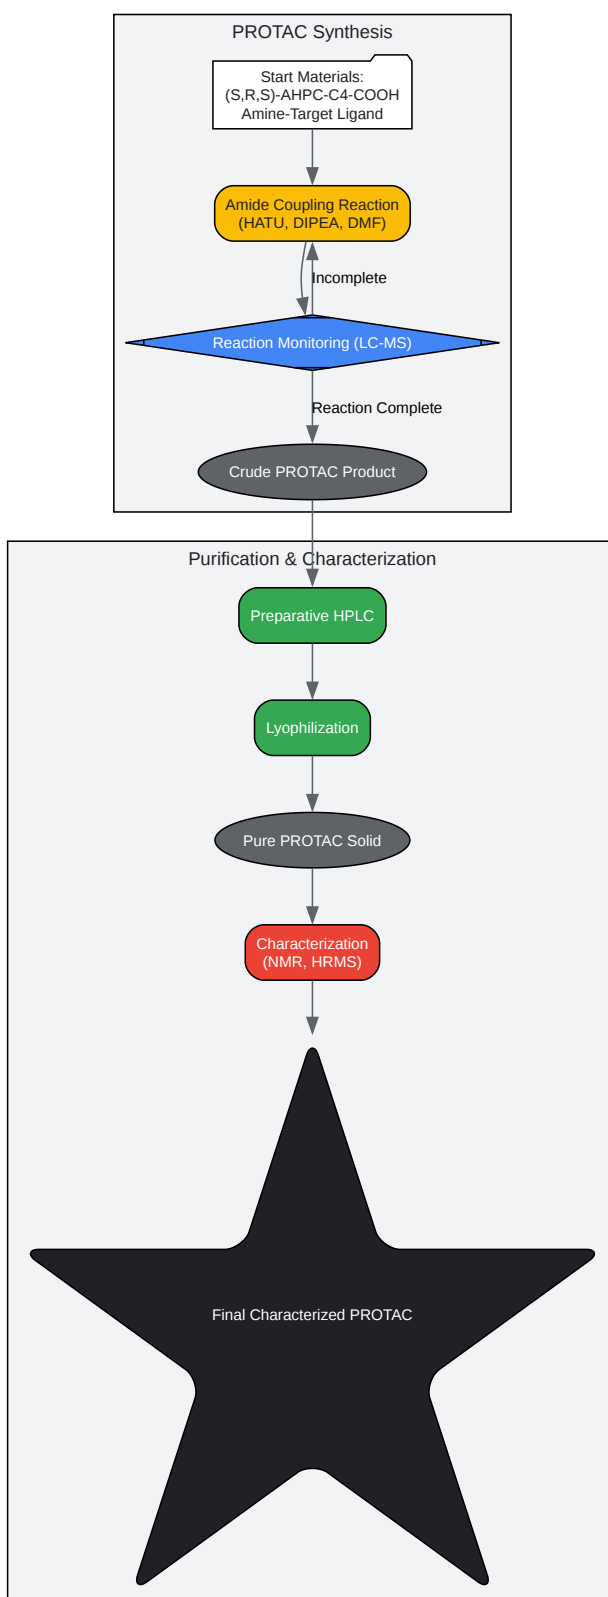 PROTAC Synthesis
Start Materials:
(S,R,S)-AHPC-C4-COOH
Amine-Target Ligand
Amide Coupling Reaction
(HATU, DIPEA, DMF)
Incomplete
Reaction Monitoring (LC-MS)
Reaction Complete
Crude PROTAC Product
Purification & Characterization
Preparative HPLC
Lyophilization
Pure PROTAC Solid
Characterization
(NMR, HRMS)
Final Characterized PROTAC